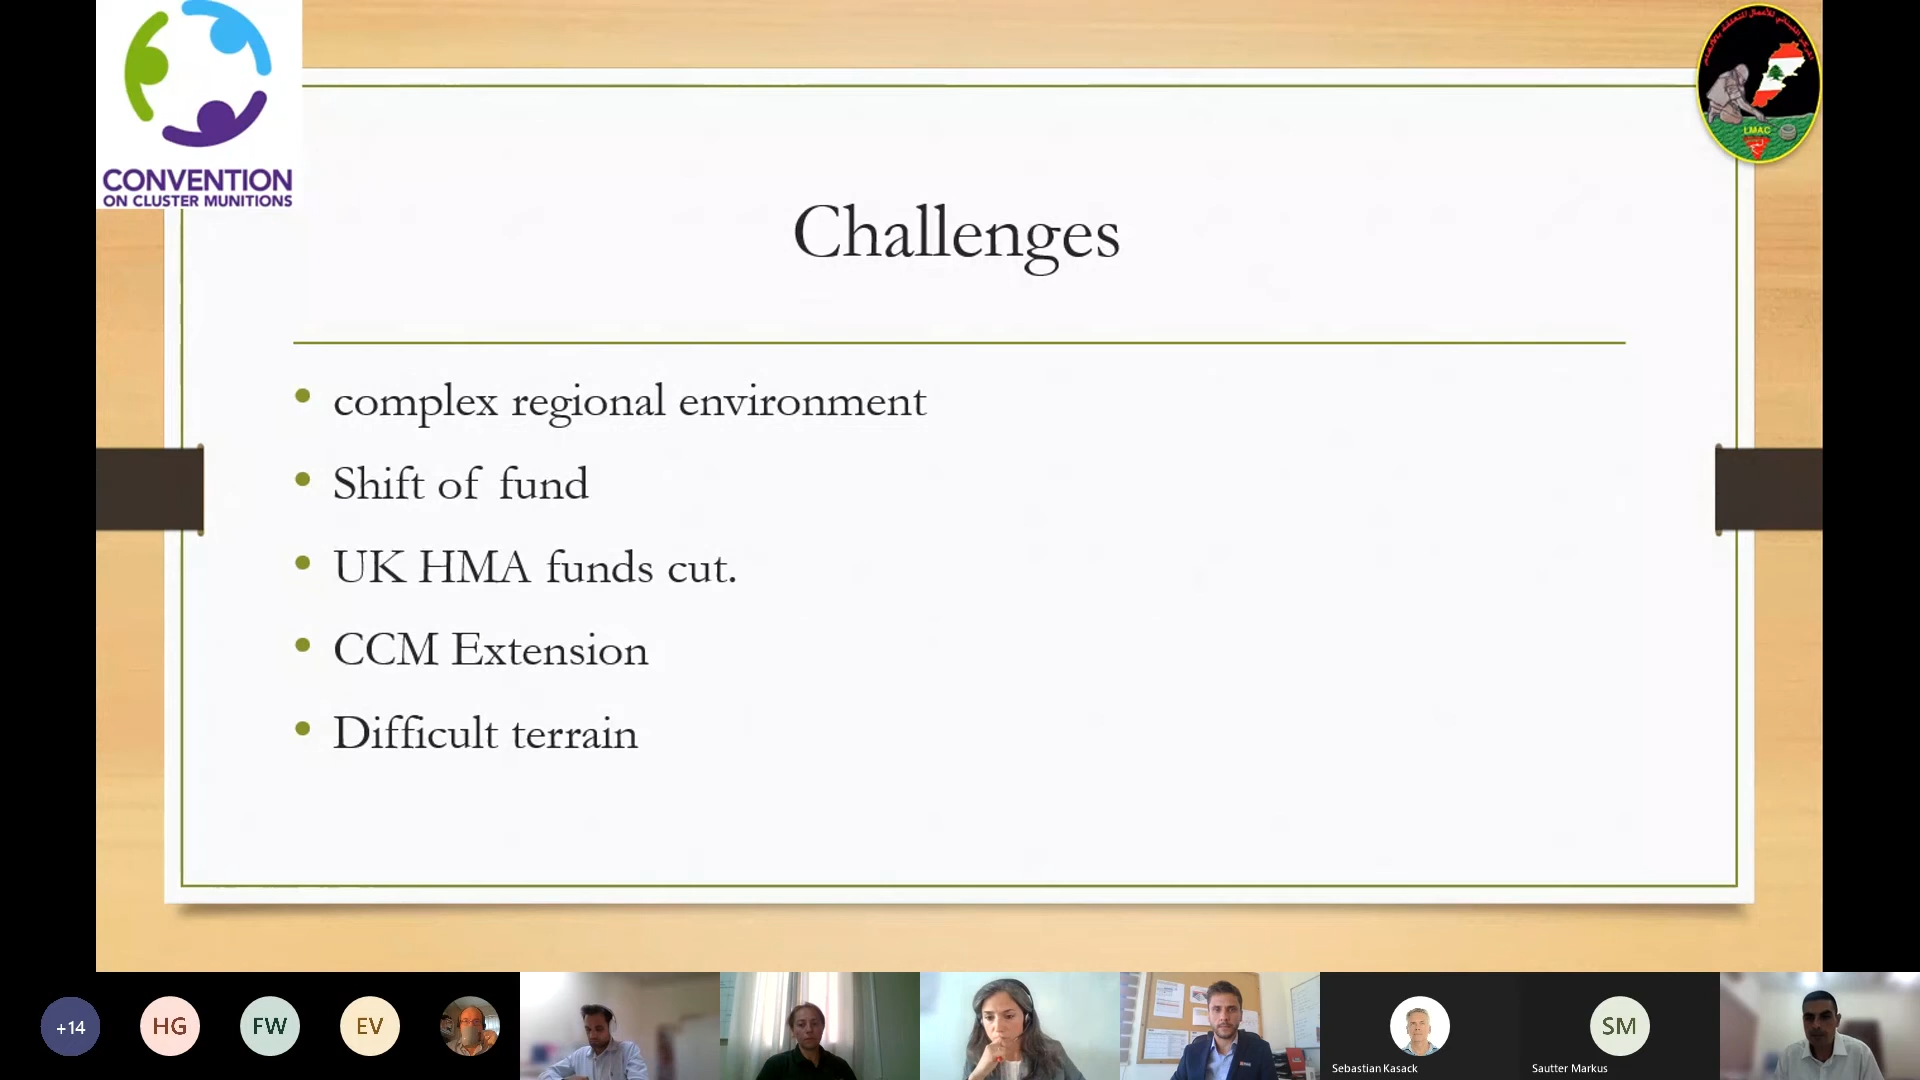 CONVENTION
ON CLUSTER MUNITIONS
LMAC
Challenges
• complex regional environment
• Shift of fund
• UK HMA funds cut.
• CCM Extension
• Difficult terrain
+14
HG
FW
EV
SM
Sebastian Kasack
Sautter Markus